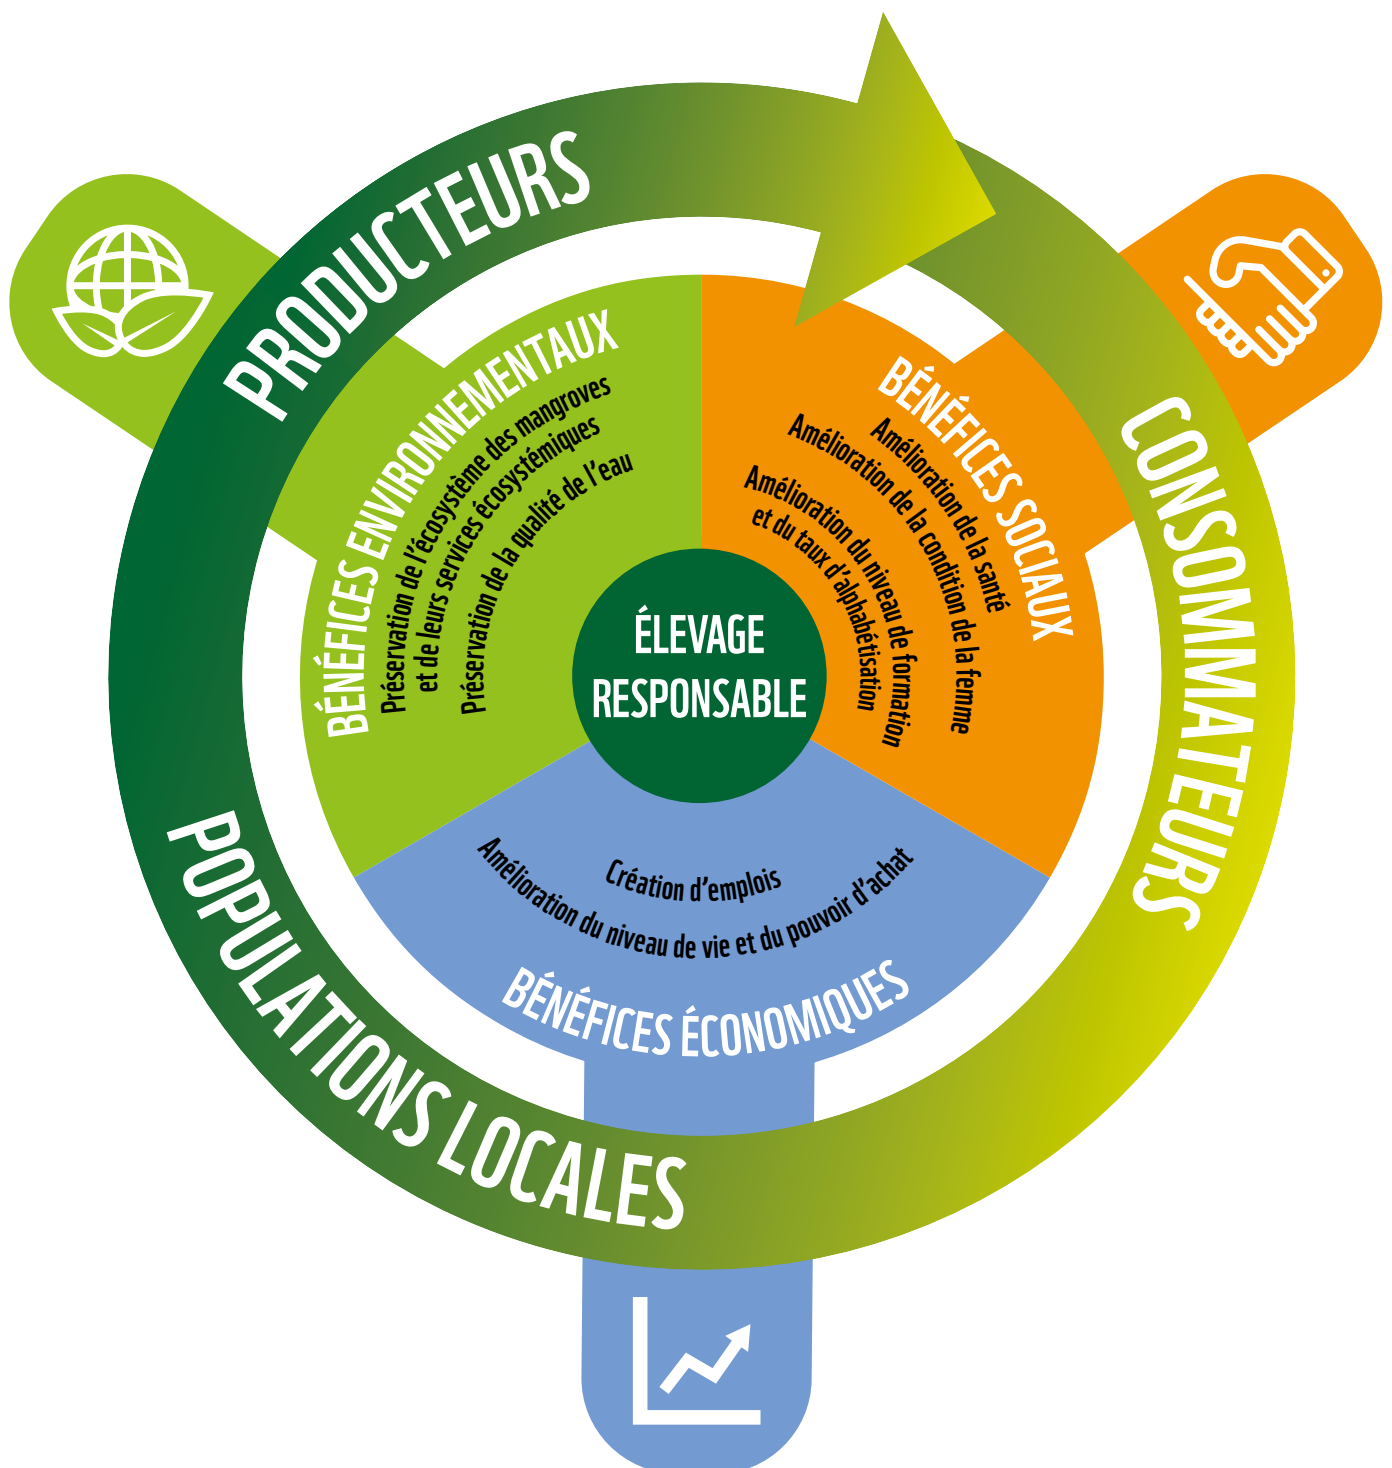 PRODUCTEURS
CONSOMMATEURS
POPULATIONS LOCALES
BÉNÉFICES ENVIRONNEMENTAUX
Préservation de l'écosystème des mangroves
et de leurs services écosystémiques
Préservation de la qualité de l'eau
BÉNÉFICES SOCIAUX
Amélioration de la santé
Amélioration de la condition de la femme
Amélioration du niveau de formation
et du taux d'alphabétisation
ÉLEVAGE
RESPONSABLE
Création d'emplois
Amélioration du niveau de vie et du pouvoir d'achat
BÉNÉFICES ÉCONOMIQUES